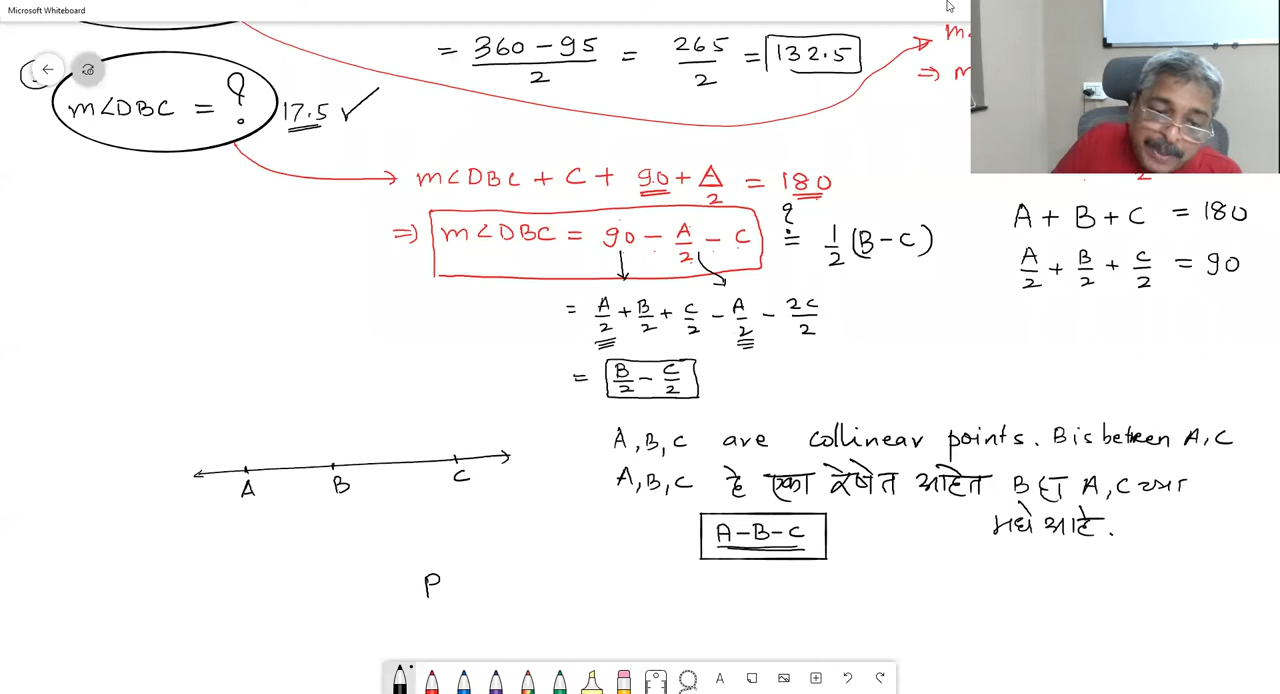 Microsoft Whiteboard
= 360-95/2 = 265/2 = 132.5
m∠DBC = ? 17.5 ✓
m∠DBC + C + 90 + A/2 = 180
⇒ m∠DBC = 90 - A/2 - C ?= 1/2 (B-C)
= A/2 + B/2 + C/2 - A/2 - 2C/2
= B/2 - C/2
A + B + C = 180
A/2 + B/2 + C/2 = 90
A, B, C are collinear points. B is between A, C
A, B, C हे एका रेषेत आहेत B हा A, C च्या
मधे आहे.
A-B-C
A B C
P